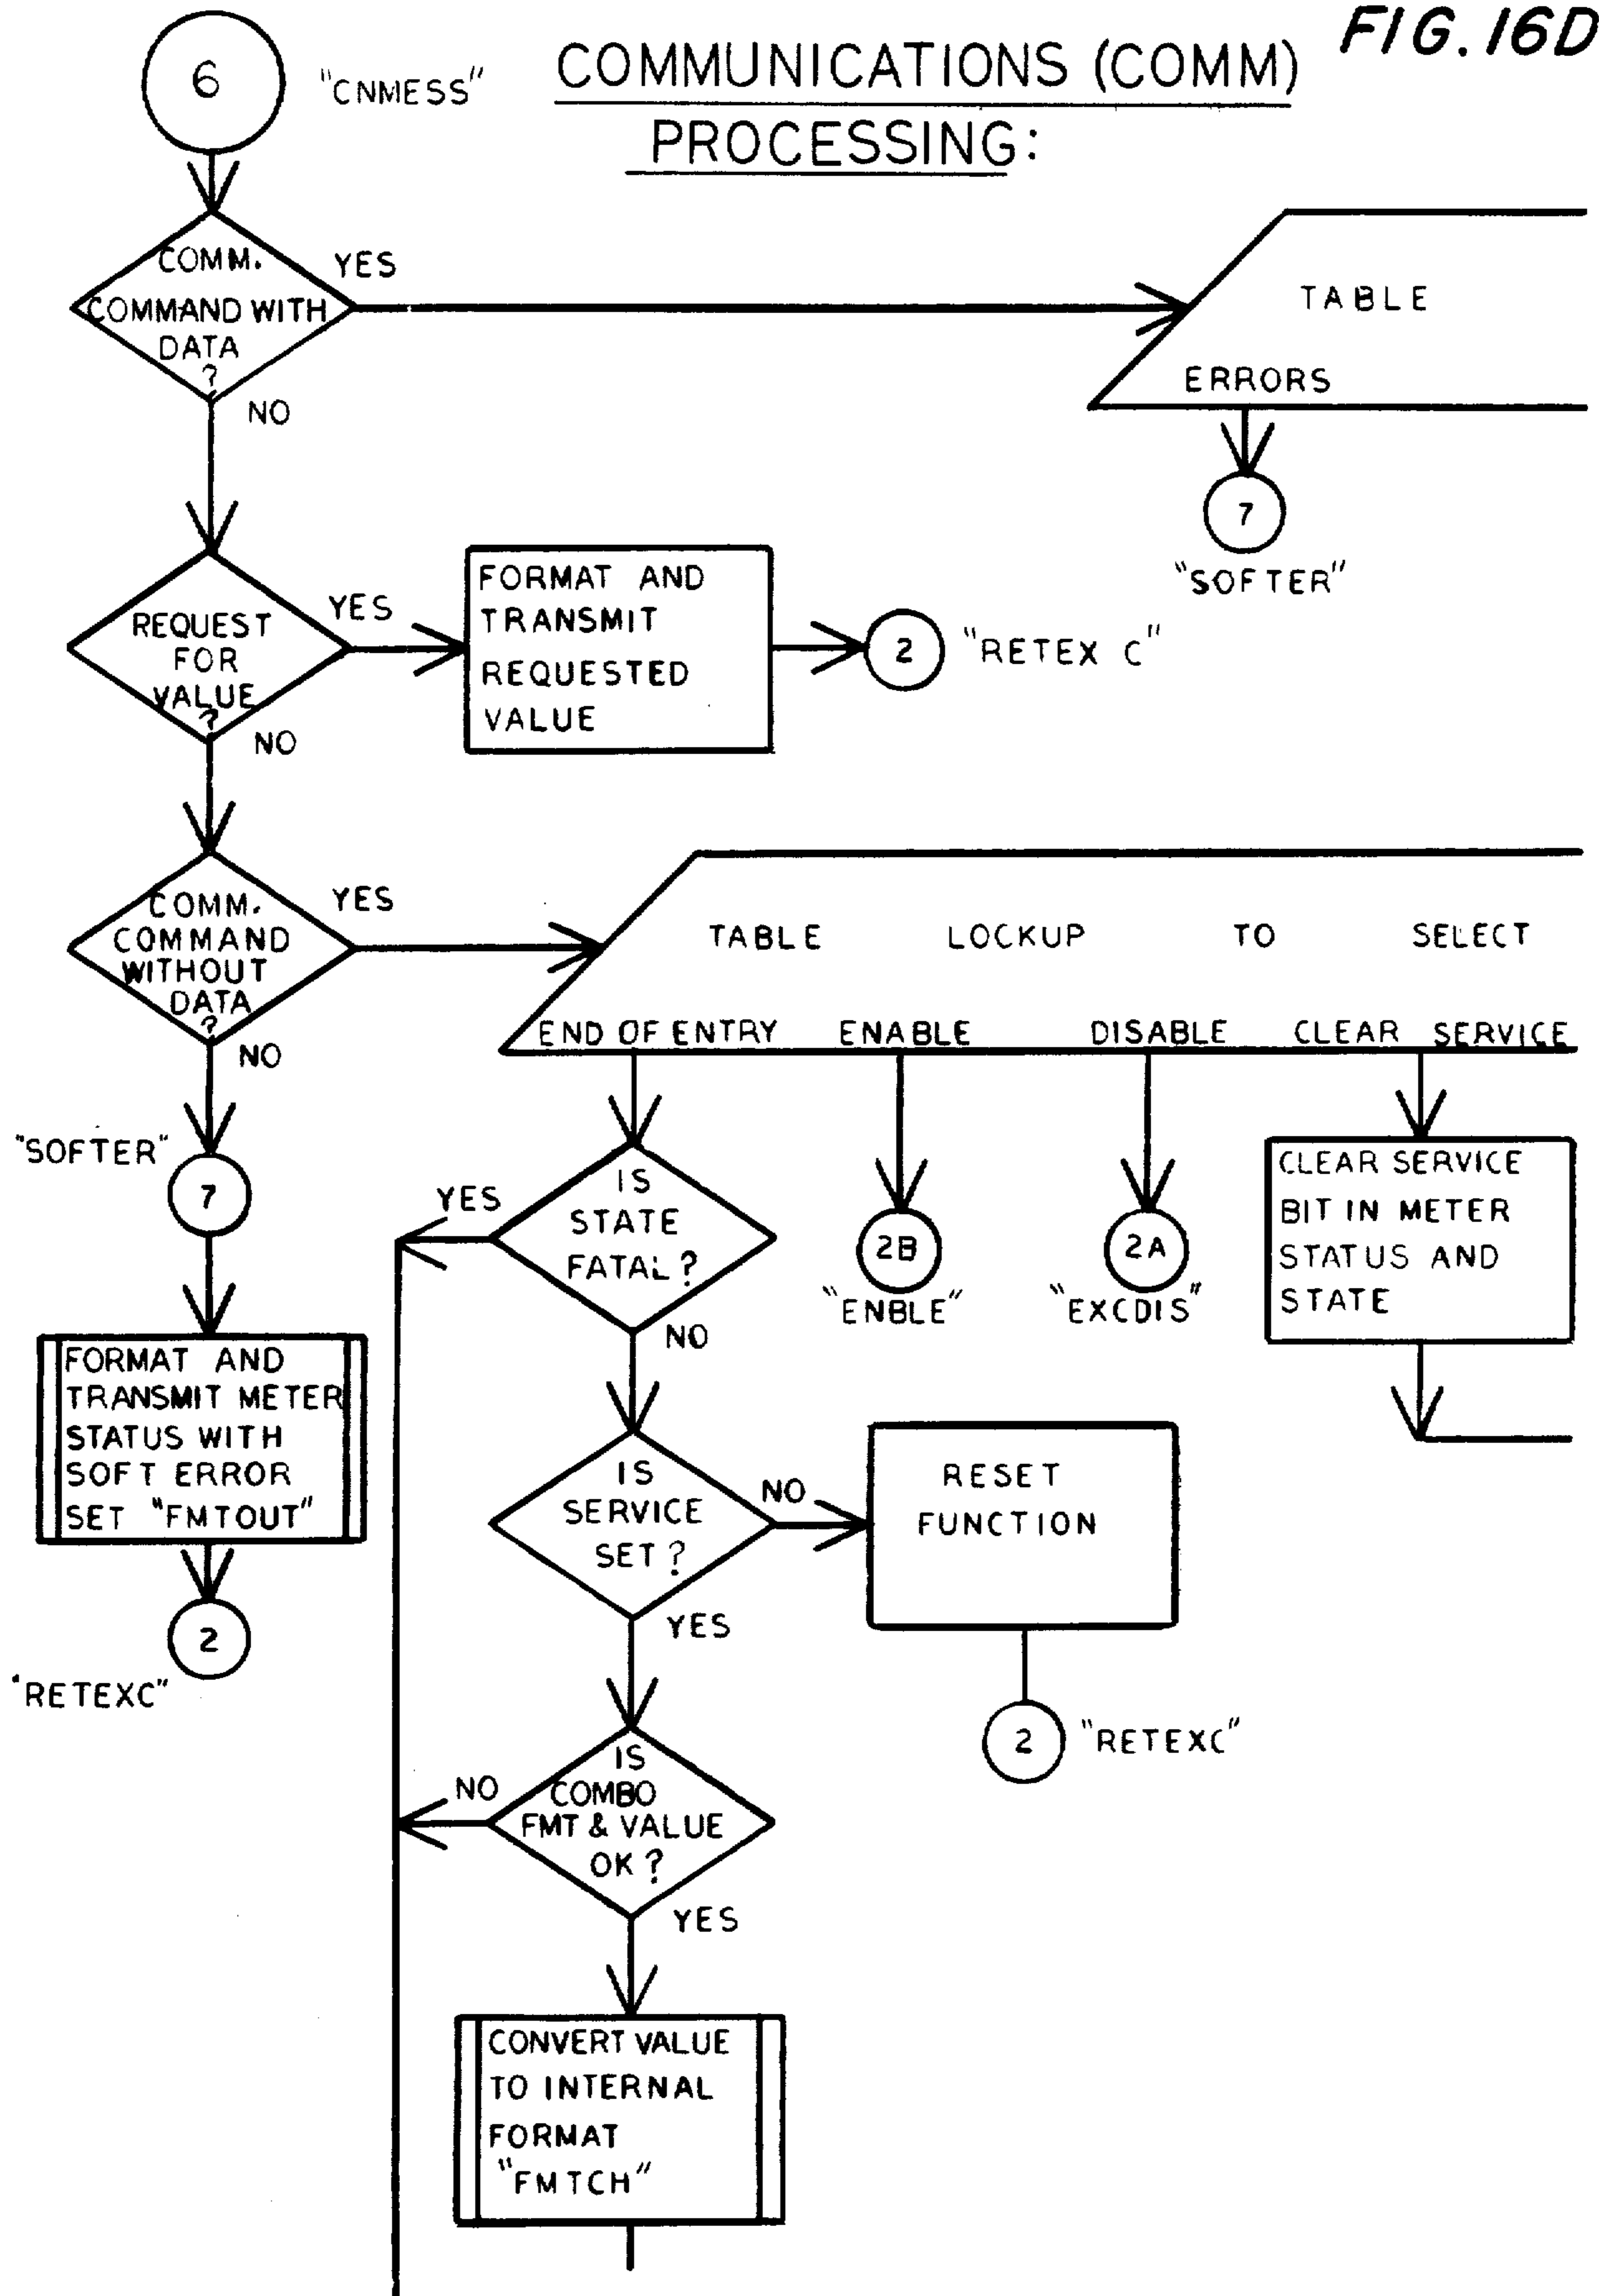 FIG. 16D
6 "CNMESS" COMMUNICATIONS (COMM)
PROCESSING:
COMM.
COMMAND WITH
DATA
?
YES
NO
TABLE
ERRORS
7
"SOFTER"
REQUEST
FOR
VALUE
?
YES
NO
FORMAT AND
TRANSMIT
REQUESTED
VALUE
2 "RETEX C"
COMM.
COMMAND
WITHOUT
DATA
?
YES
NO
TABLE LOCKUP TO SELECT
END OF ENTRY ENABLE DISABLE CLEAR SERVICE
"SOFTER"
7
FORMAT AND
TRANSMIT METER
STATUS WITH
SOFT ERROR
SET "FMTOUT"
2
"RETEXC"
IS
STATE
FATAL?
YES
NO
2B
"ENBLE"
2A
"EXCDIS"
CLEAR SERVICE
BIT IN METER
STATUS AND
STATE
IS
SERVICE
SET?
NO
YES
RESET
FUNCTION
2 "RETEXC"
IS
COMBO
FMT & VALUE
OK?
NO
YES
CONVERT VALUE
TO INTERNAL
FORMAT
"FMTCH"